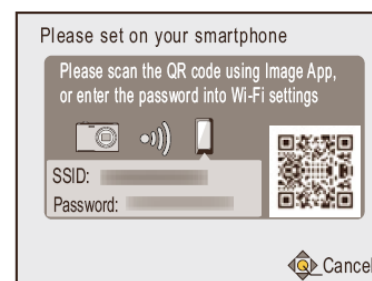 Please set on your smartphone
Please scan the QR code using Image App,
or enter the password into Wi-Fi settings
SSID:
Password:
Cancel